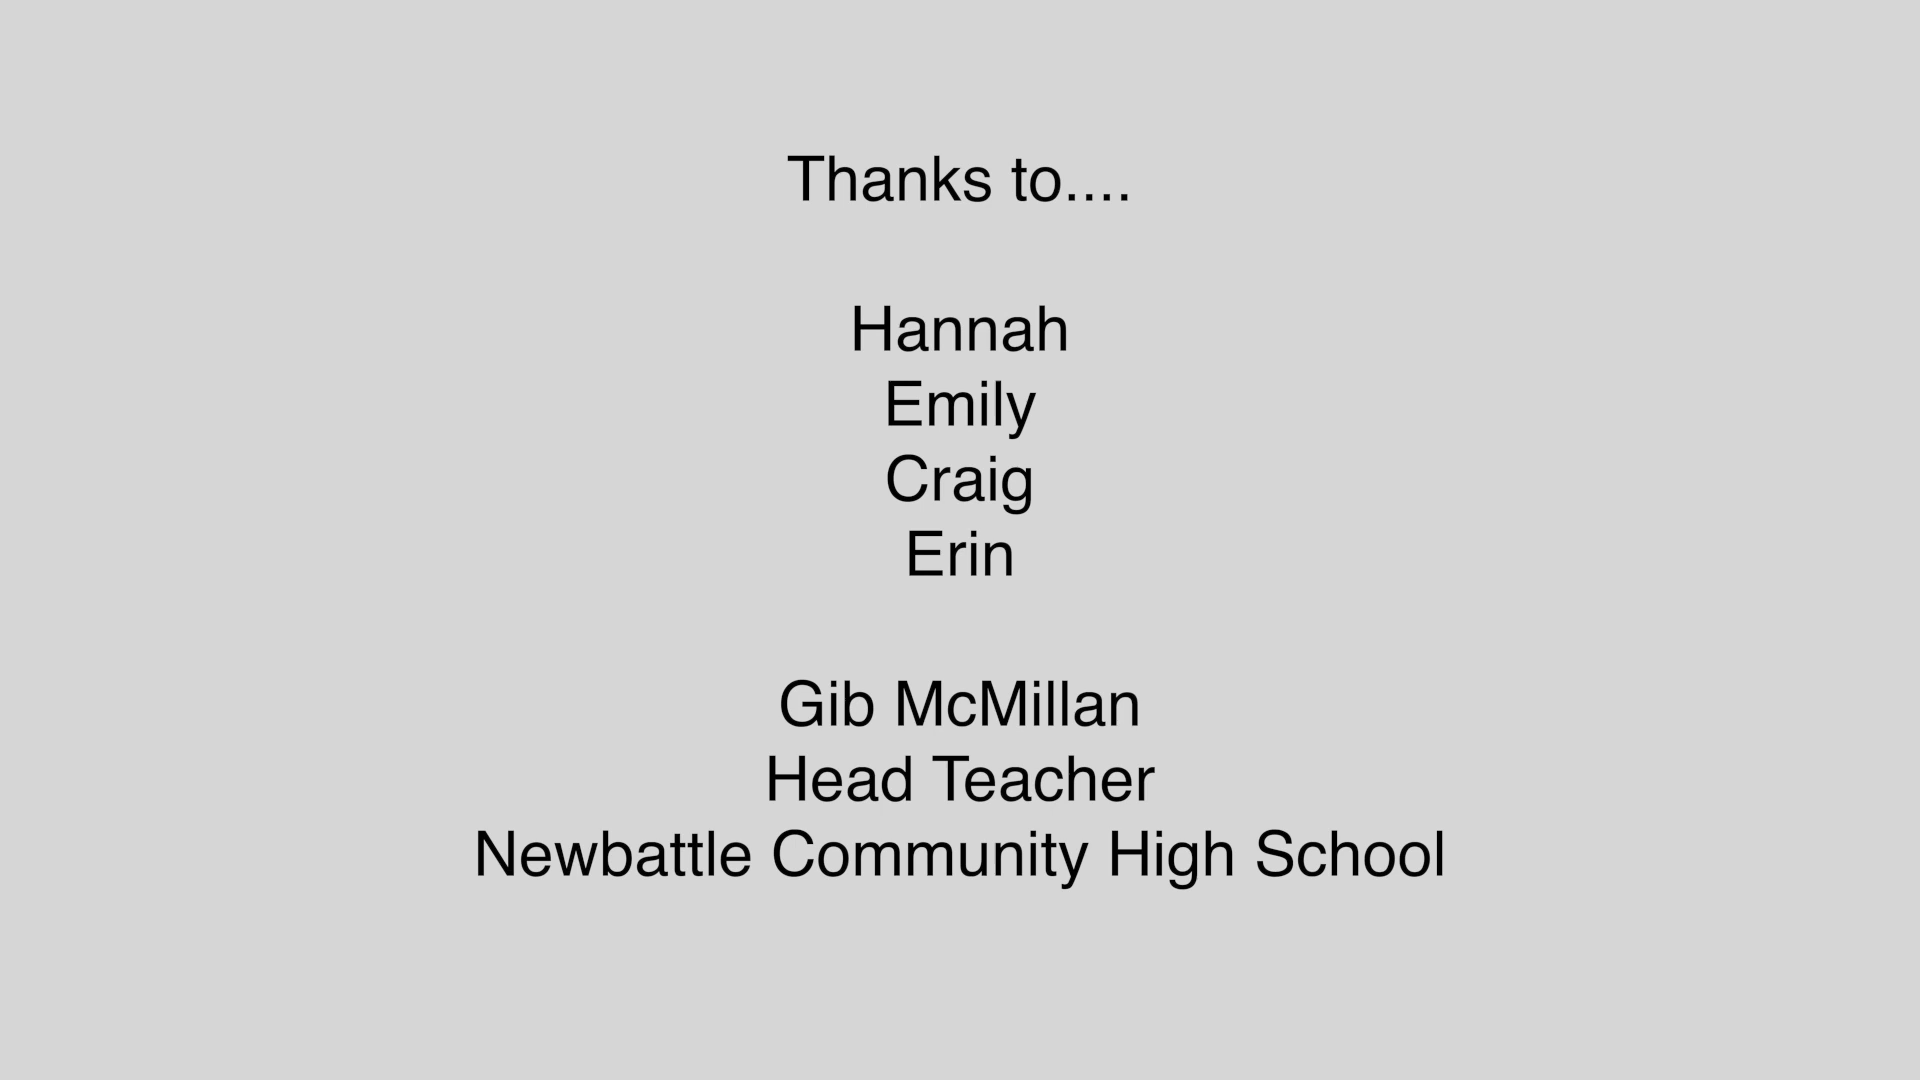 Thanks to....
Hannah
Emily
Craig
Erin
Gib McMillan
Head Teacher
Newbattle Community High School